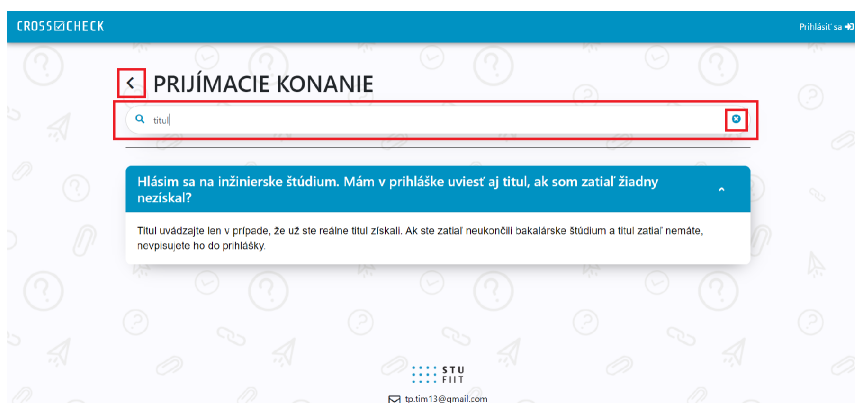 CROSS☑CHECK
Prihlásiť sa
PRIJÍMACIE KONANIE
titul
Hlásim sa na inžinierske štúdium. Mám v prihláške uviesť aj titul, ak som zatiaľ žiadny
nezískal?
Titul uvádzajte len v prípade, že už ste reálne titul získali. Ak ste zatiaľ neukončili bakalárske štúdium a titul zatiaľ nemáte,
nevpisujete ho do prihlášky.
STU
FIIT
tp.tim13@gmail.com